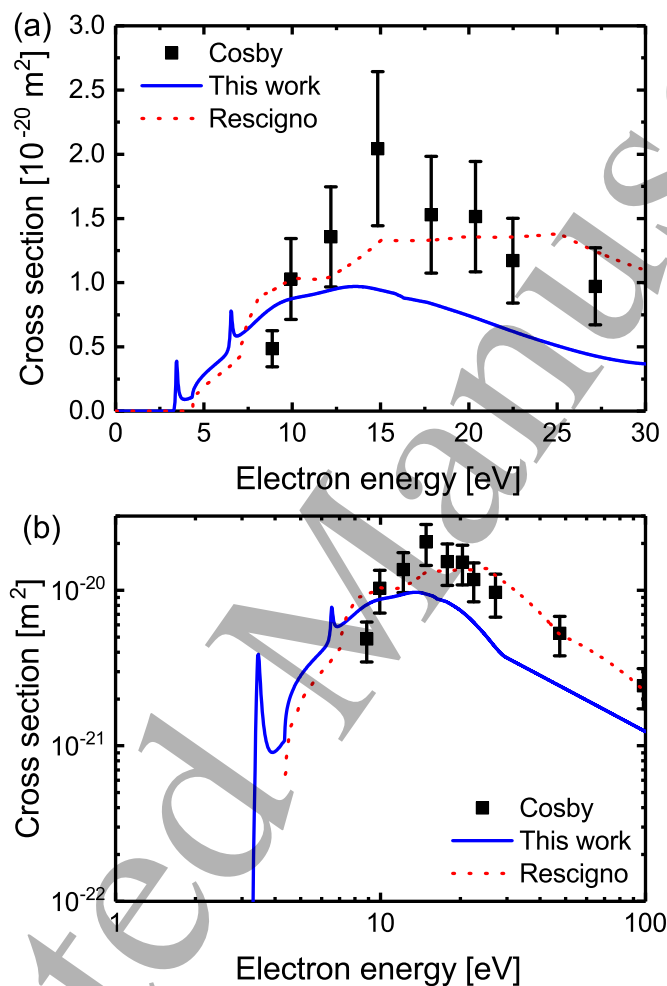 (a)
3.0
2.5
2.0
1.5
1.0
0.5
0.0
Cross section [10⁻²⁰ m²]
Cosby
This work
Rescigno
0 5 10 15 20 25 30
Electron energy [eV]
(b)
10⁻²⁰
10⁻²¹
10⁻²²
Cross section [m²]
Cosby
This work
Rescigno
1 10 100
Electron energy [eV]
ted Manus